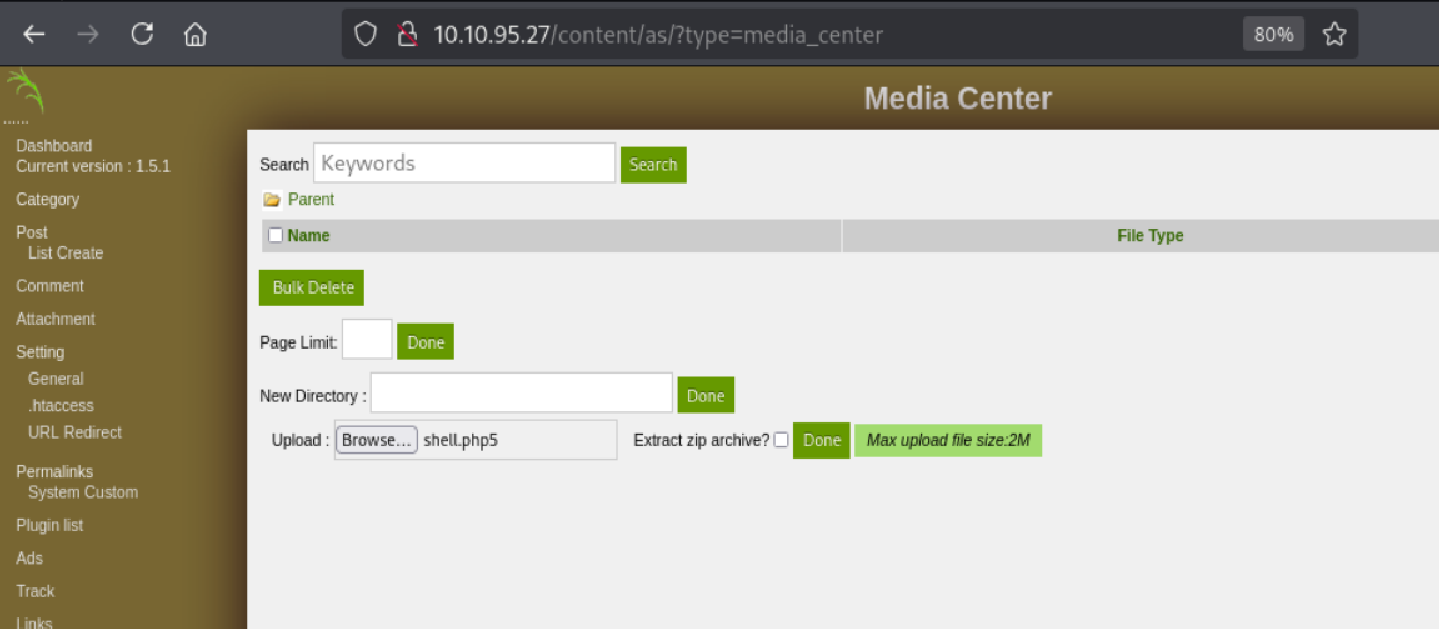 10.10.95.27/content/as/?type=media_center
80%
Media Center
......
Dashboard
Current version : 1.5.1
Category
Post
List Create
Comment
Attachment
Setting
General
.htaccess
URL Redirect
Permalinks
System Custom
Plugin list
Ads
Track
Links
Search Keywords Search
Parent
Name File Type
Bulk Delete
Page Limit: Done
New Directory : Done
Upload : Browse... shell.php5 Extract zip archive? Done Max upload file size:2M